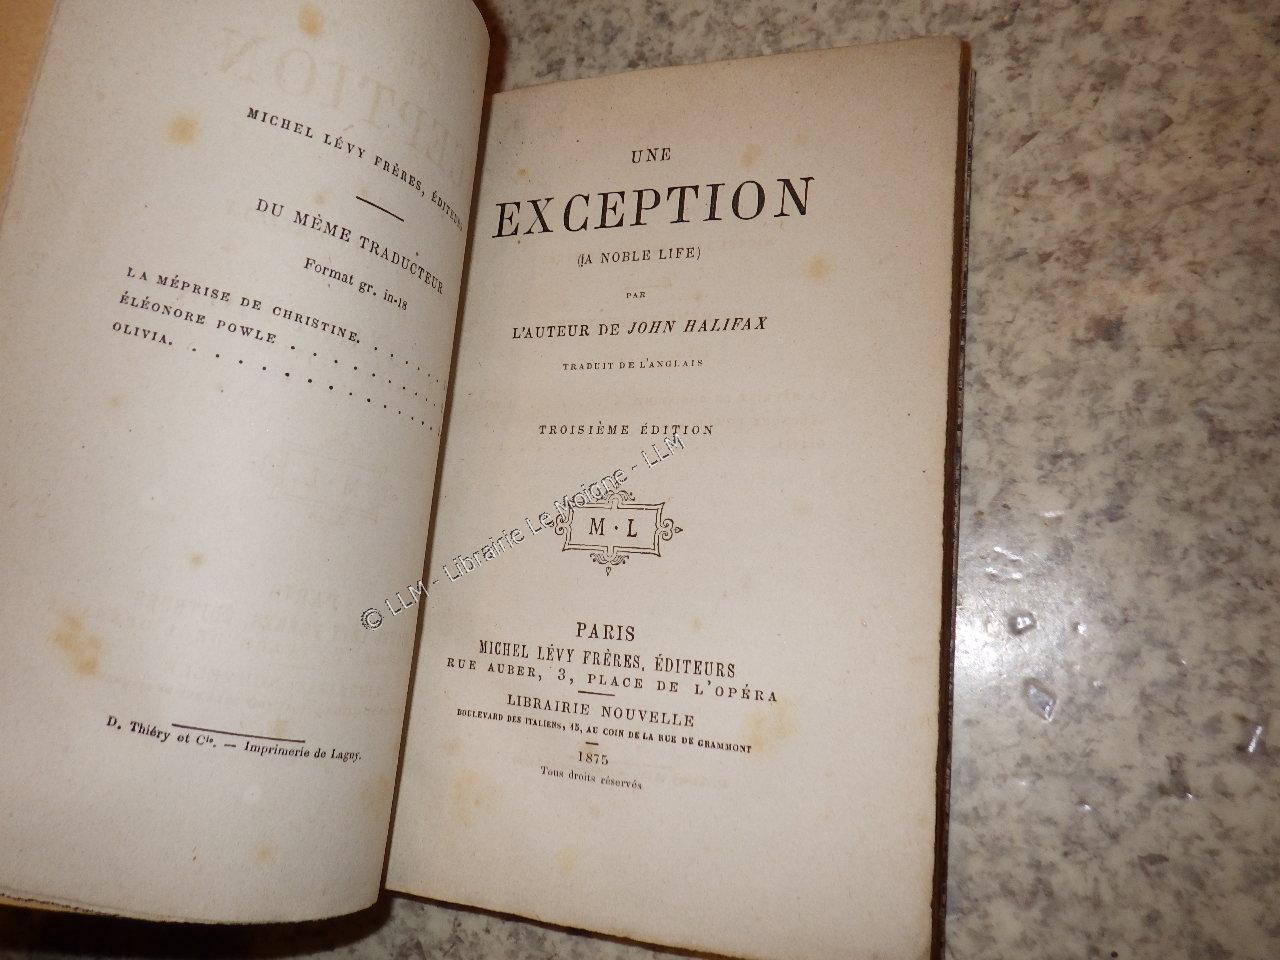 MICHEL LÉVY FRÈRES, ÉDITEURS
DU MÊME TRADUCTEUR
Format gr. in-18
LA MÉPRISE DE CHRISTINE. . . . . .
ÉLÉONORE POWLE . . . . . . . . .
OLIVIA. . . . . . . . . . . . .
D. Thiéry et Cie. — Imprimerie de Lagny.
UNE
EXCEPTION
(A NOBLE LIFE)
PAR
L'AUTEUR DE JOHN HALIFAX
TRADUIT DE L'ANGLAIS
TROISIÈME ÉDITION
M · L
PARIS
MICHEL LÉVY FRÈRES, ÉDITEURS
RUE AUBER, 3, PLACE DE L'OPÉRA
LIBRAIRIE NOUVELLE
BOULEVARD DES ITALIENS, 15, AU COIN DE LA RUE DE GRAMMONT
1875
Tous droits réservés
© LLM - Librairie Le Moigne - LLM